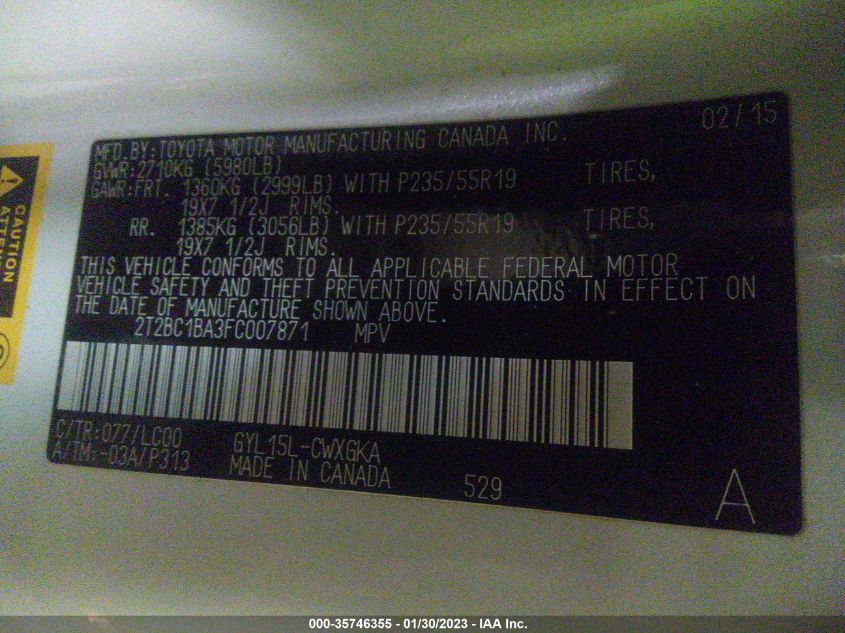 MFD.BY:TOYOTA MOTOR MANUFACTURING CANADA INC. 02/15
GVWR:2710KG (5980LB)
GAWR:FRT. 1360KG (2999LB) WITH P235/55R19 TIRES,
19X7 1/2J RIMS.
RR. 1385KG (3056LB) WITH P235/55R19 TIRES,
19X7 1/2J RIMS.
THIS VEHICLE CONFORMS TO ALL APPLICABLE FEDERAL MOTOR
VEHICLE SAFETY AND THEFT PREVENTION STANDARDS IN EFFECT ON
THE DATE OF MANUFACTURE SHOWN ABOVE.
2T2BC1BA3FC007871 MPV
C/TR:077/LC00 GYL15L-CWXGKA
A/TM:-03A/P313 MADE IN CANADA 529
A
CAUTION
000-35746355 — 01/30/2023 — IAA Inc.